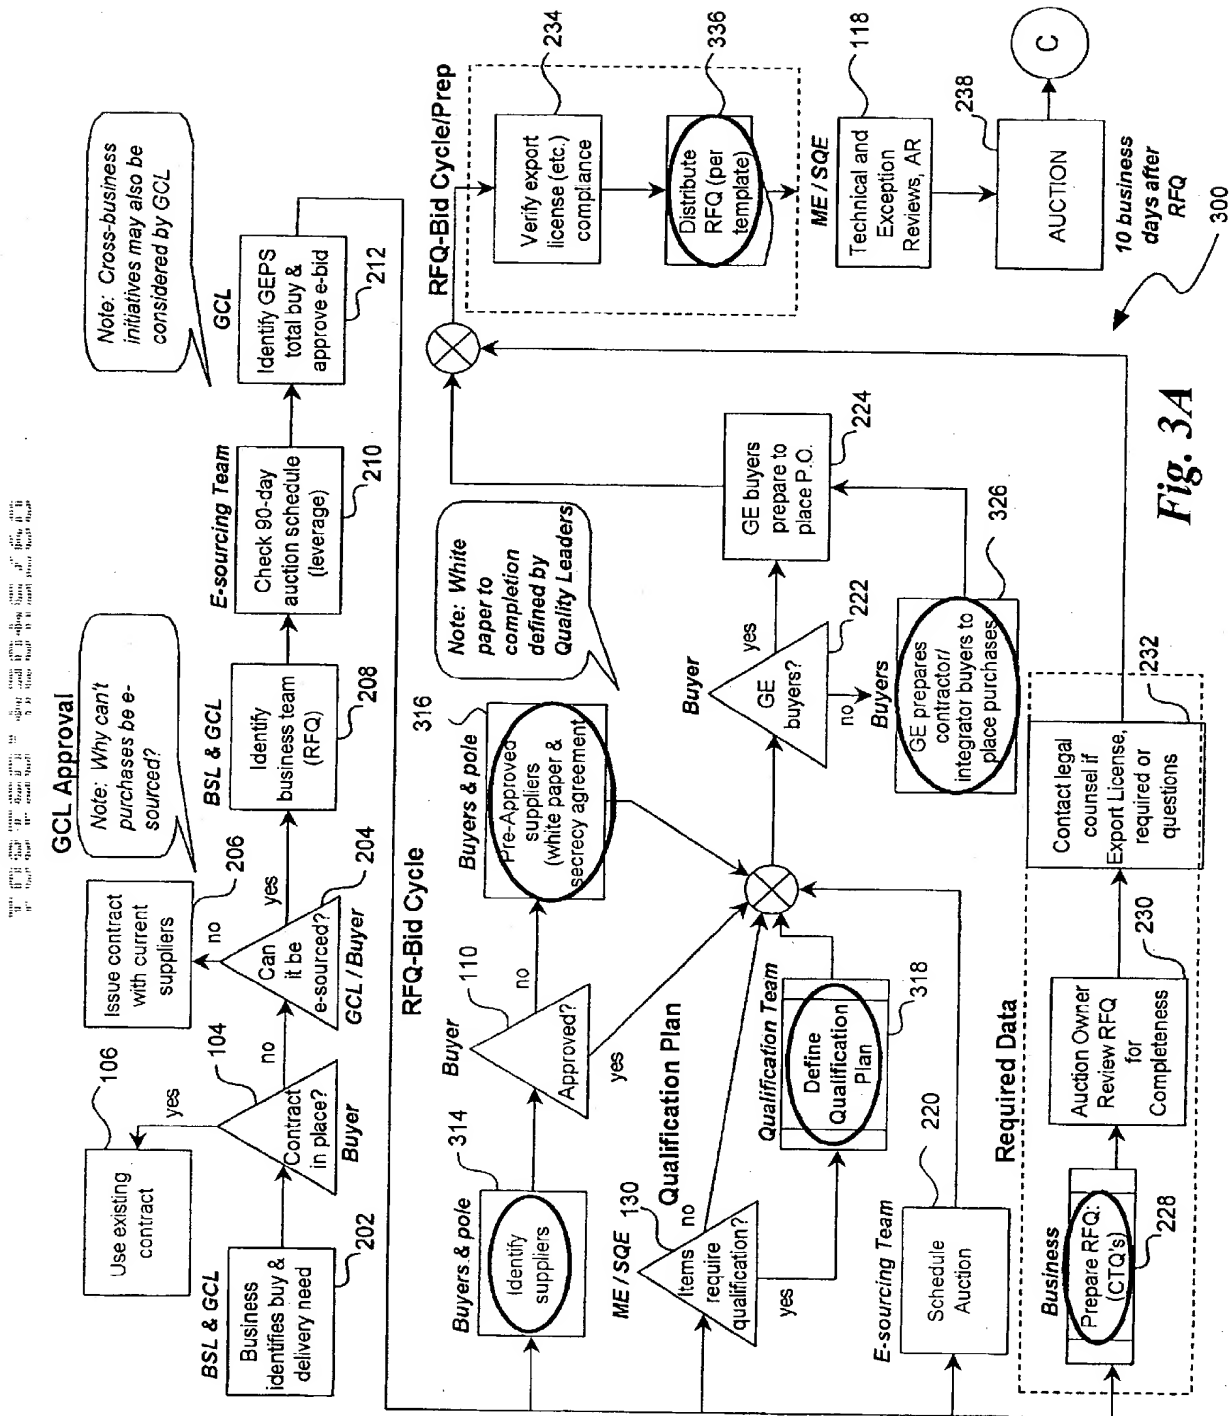 GCL Approval
Note: Why can't
purchases be e-
sourced?
Note: Cross-business
initiatives may also be
considered by GCL
106
Use existing
contract
yes
104
Contract
in place?
Buyer
no
BSL & GCL
Business
identifies buy &
delivery need
202
Issue contract
with current
suppliers
206
no
Can
it be
e-sourced?
204
GCL / Buyer
yes
BSL & GCL
Identify
business team
(RFQ)
208
E-sourcing Team
Check 90-day
auction schedule
(leverage)
210
GCL
Identify GEPS
total buy &
approve e-bid
212
RFQ-Bid Cycle
Buyers & pole
314
Identify
suppliers
Buyer
110
Approved?
no
yes
Buyers & pole
316
Pre-Approved
suppliers
(white paper &
secrecy agreement
Note: White
paper to
completion
defined by
Quality Leaders
Qualification Plan
ME / SQE
130
Items
require
qualification?
no
yes
Qualification Team
Define
Qualification
Plan
318
E-sourcing Team
220
Schedule
Auction
Buyer
GE
buyers?
222
yes
no
GE buyers
prepare to
place P.O.
224
Buyers
GE prepares
contractor/
integrator buyers to
place purchases
326
Required Data
Business
Prepare RFQ:
(CTQ's)
228
Auction Owner
Review RFQ
for
Completeness
230
Contact legal
counsel if
Export License,
required or
questions
232
RFQ-Bid Cycle/Prep
Verify export
license (etc.)
compliance
234
Distribute
RFQ (per
template)
336
ME / SQE
Technical and
Exception
Reviews, AR
118
AUCTION
238
C
10 business
days after
RFQ
300
Fig. 3A